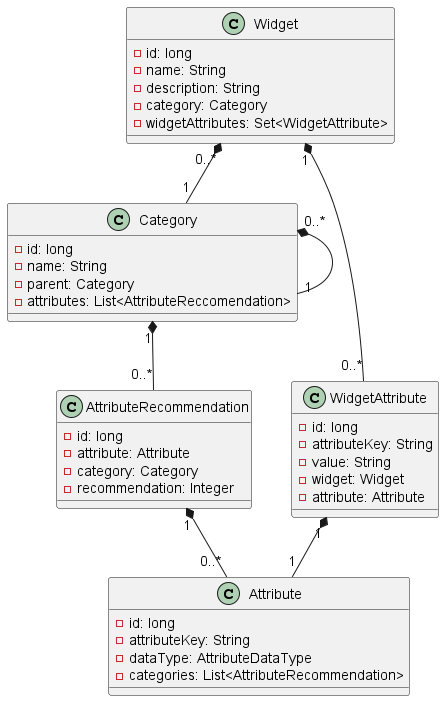 C Widget
id: long
name: String
description: String
category: Category
widgetAttributes: Set<WidgetAttribute>
0..*
1
1
C Category
id: long
name: String
parent: Category
attributes: List<AttributeReccomendation>
0..*
1
1
0..*
0..*
C AttributeRecommendation
id: long
attribute: Attribute
category: Category
recommendation: Integer
C WidgetAttribute
id: long
attributeKey: String
value: String
widget: Widget
attribute: Attribute
1
0..*
1
1
C Attribute
id: long
attributeKey: String
dataType: AttributeDataType
categories: List<AttributeRecommendation>